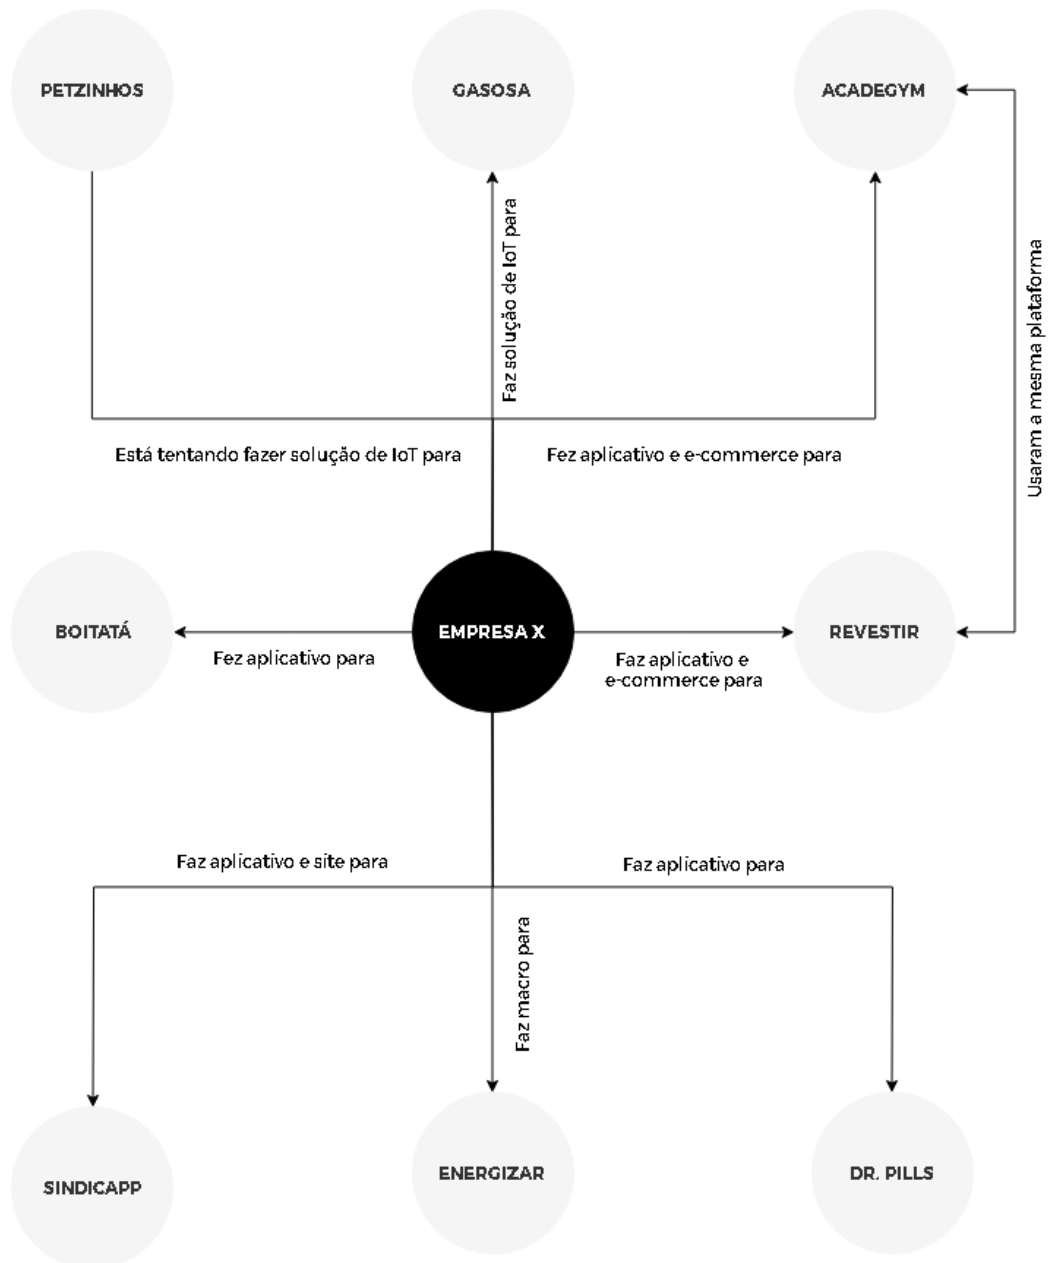 PETZINHOS
GASOSA
ACADEGYM
Faz solução de IoT para
Usaram a mesma plataforma
Está tentando fazer solução de IoT para
Fez aplicativo e e-commerce para
BOITATÁ
EMPRESA X
REVESTIR
Fez aplicativo para
Faz aplicativo e
e-commerce para
Faz aplicativo e site para
Faz aplicativo para
Faz macro para
SINDICAPP
ENERGIZAR
DR. PILLS